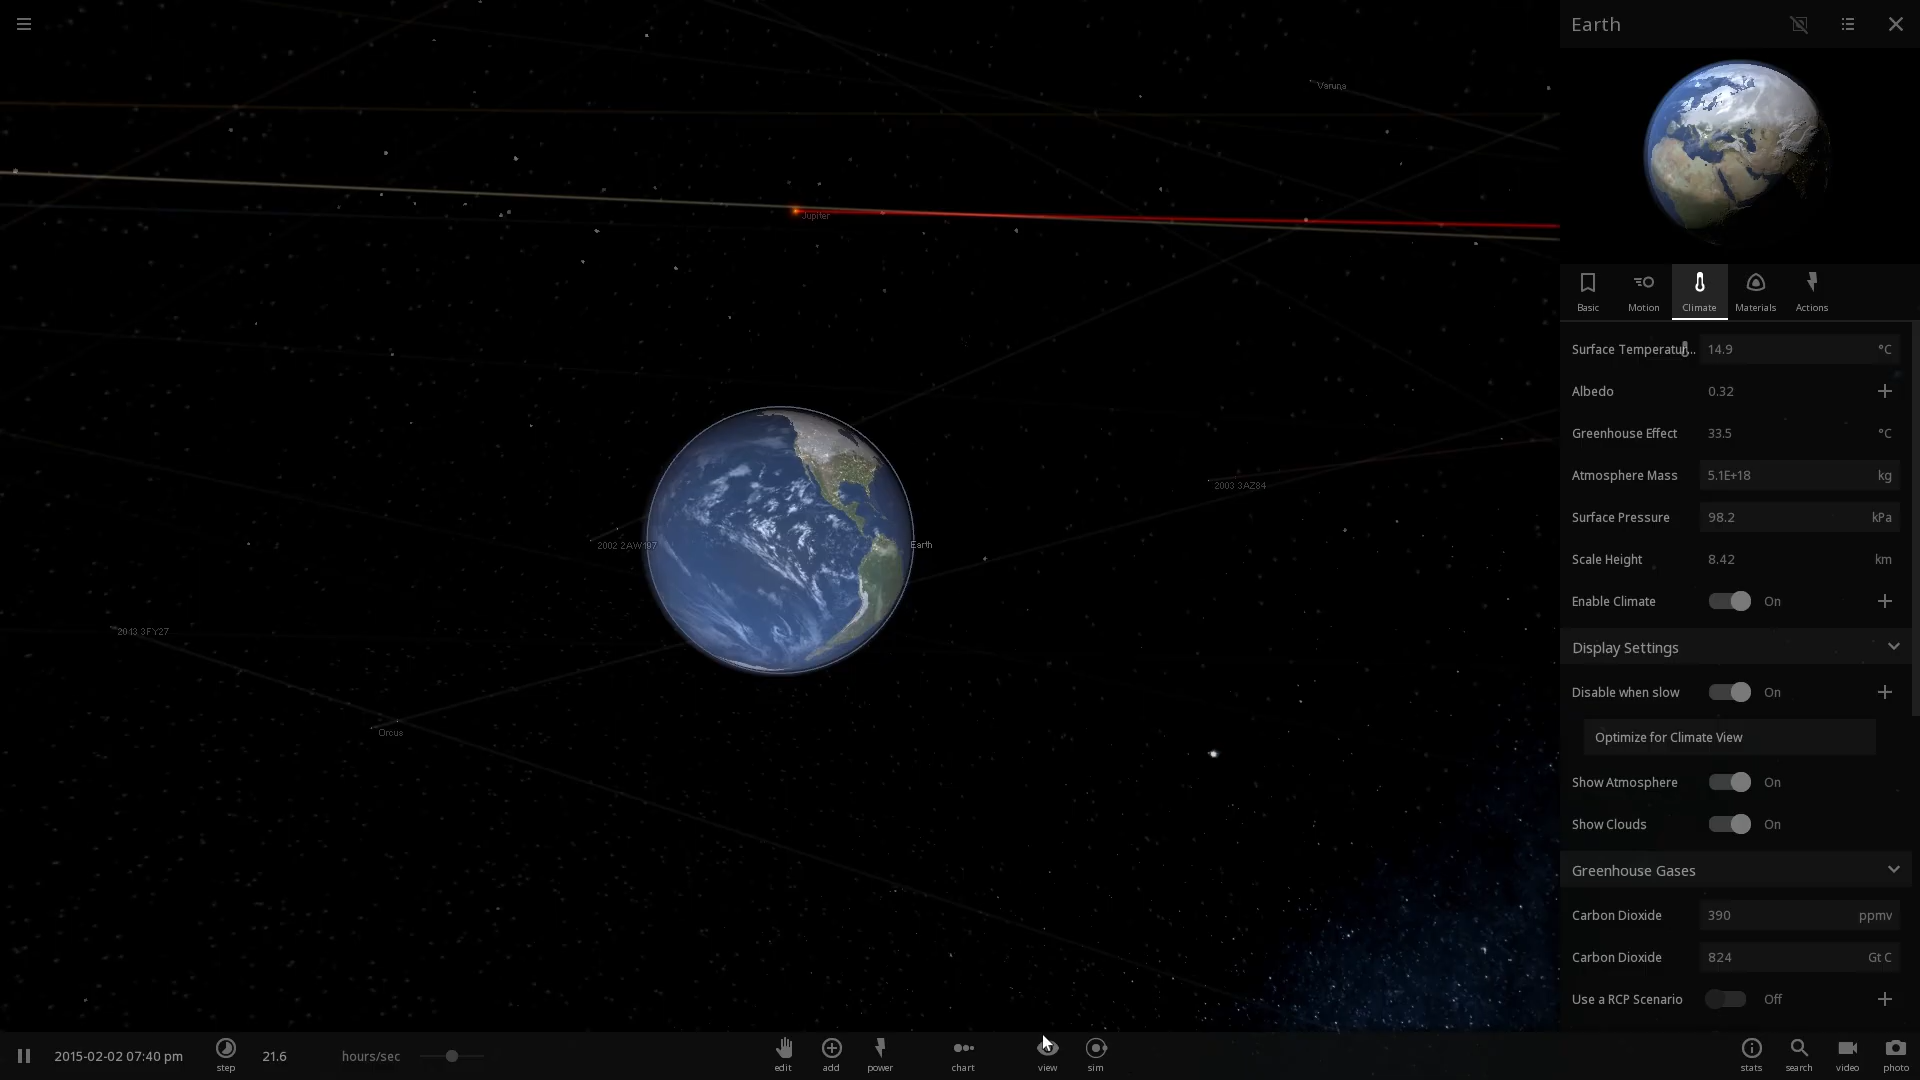 Earth
Varuna
Jupiter
2003 3AZ84
2002 2AW197
Earth
2013 3FY27
Orcus
Basic
Motion
Climate
Materials
Actions
Surface Temperatur... 14.9 °C
Albedo 0.32
Greenhouse Effect 33.5 °C
Atmosphere Mass 5.1E+18 kg
Surface Pressure 98.2 kPa
Scale Height 8.42 km
Enable Climate On
Display Settings
Disable when slow On
Optimize for Climate View
Show Atmosphere On
Show Clouds On
Greenhouse Gases
Carbon Dioxide 390 ppmv
Carbon Dioxide 824 Gt C
Use a RCP Scenario Off
2015-02-02 07:40 pm
step
21.6 hours/sec
edit
add
power
chart
view
sim
stats
search
video
photo